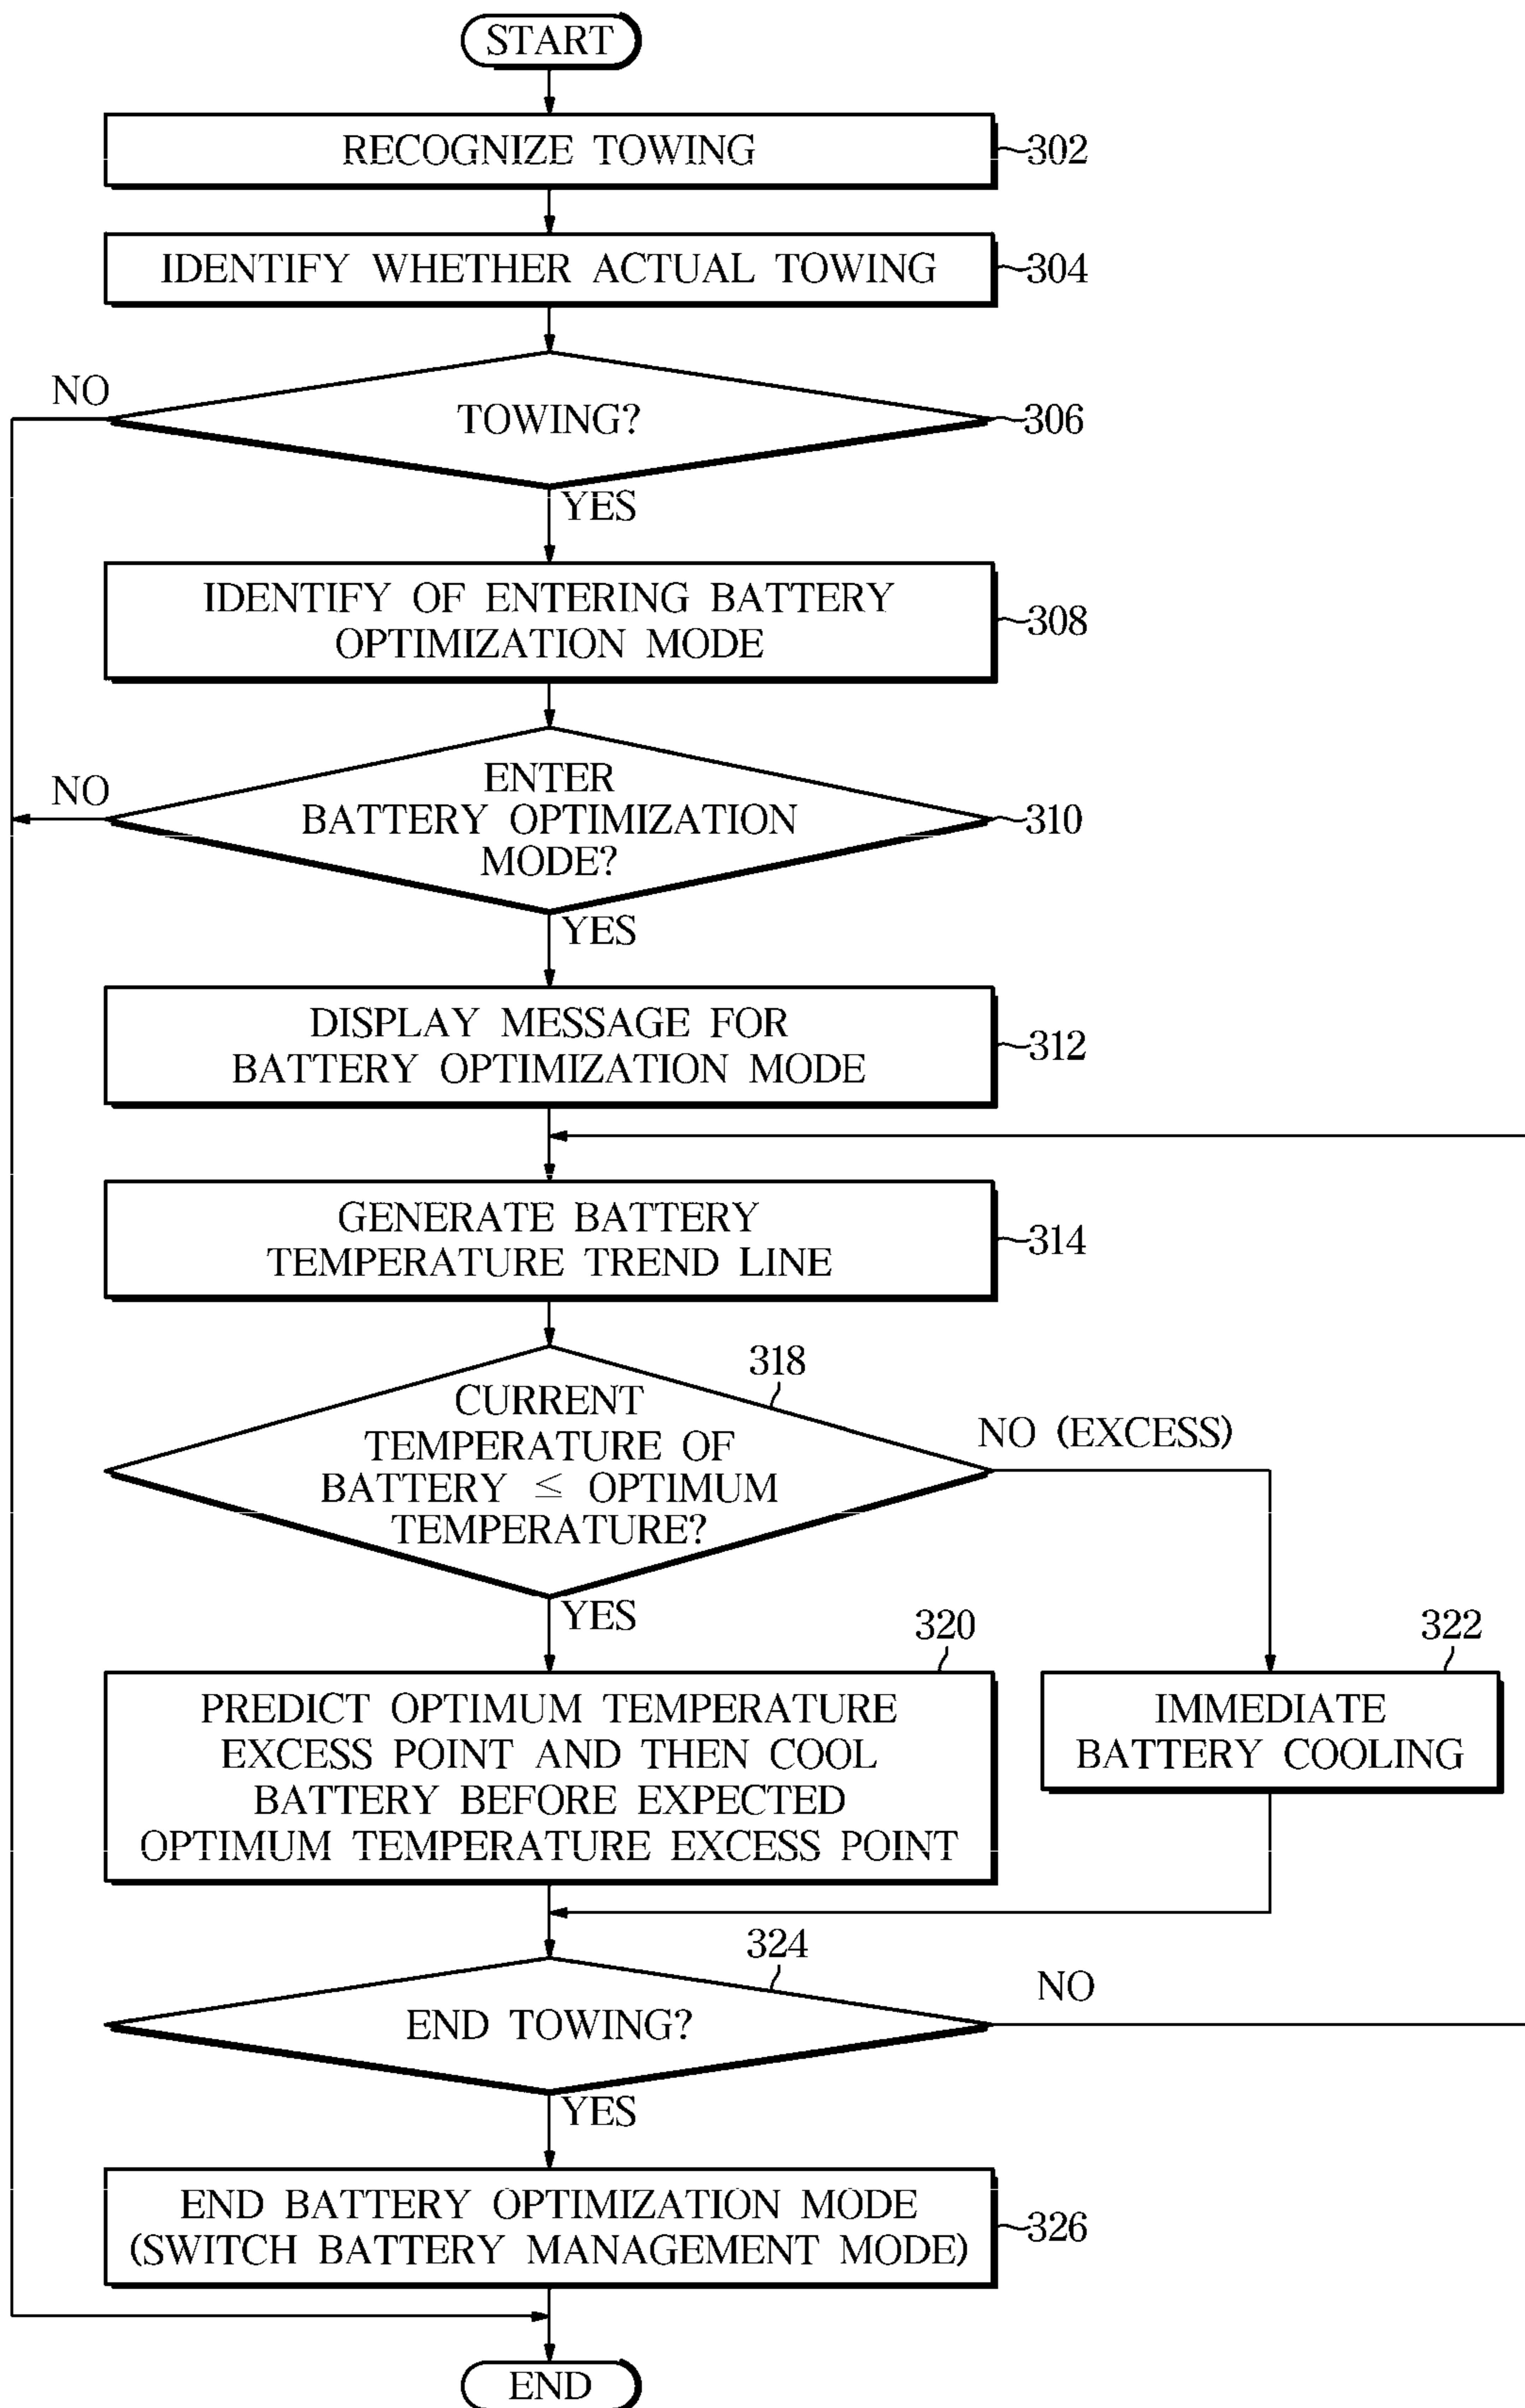 START
RECOGNIZE TOWING
302
IDENTIFY WHETHER ACTUAL TOWING
304
NO
TOWING?
306
YES
IDENTIFY OF ENTERING BATTERY
OPTIMIZATION MODE
308
NO
ENTER
BATTERY OPTIMIZATION
MODE?
310
YES
DISPLAY MESSAGE FOR
BATTERY OPTIMIZATION MODE
312
GENERATE BATTERY
TEMPERATURE TREND LINE
314
318
CURRENT
TEMPERATURE OF
BATTERY ≤ OPTIMUM
TEMPERATURE?
NO (EXCESS)
YES
320
322
PREDICT OPTIMUM TEMPERATURE
EXCESS POINT AND THEN COOL
BATTERY BEFORE EXPECTED
OPTIMUM TEMPERATURE EXCESS POINT
IMMEDIATE
BATTERY COOLING
324
END TOWING?
NO
YES
END BATTERY OPTIMIZATION MODE
(SWITCH BATTERY MANAGEMENT MODE)
326
END